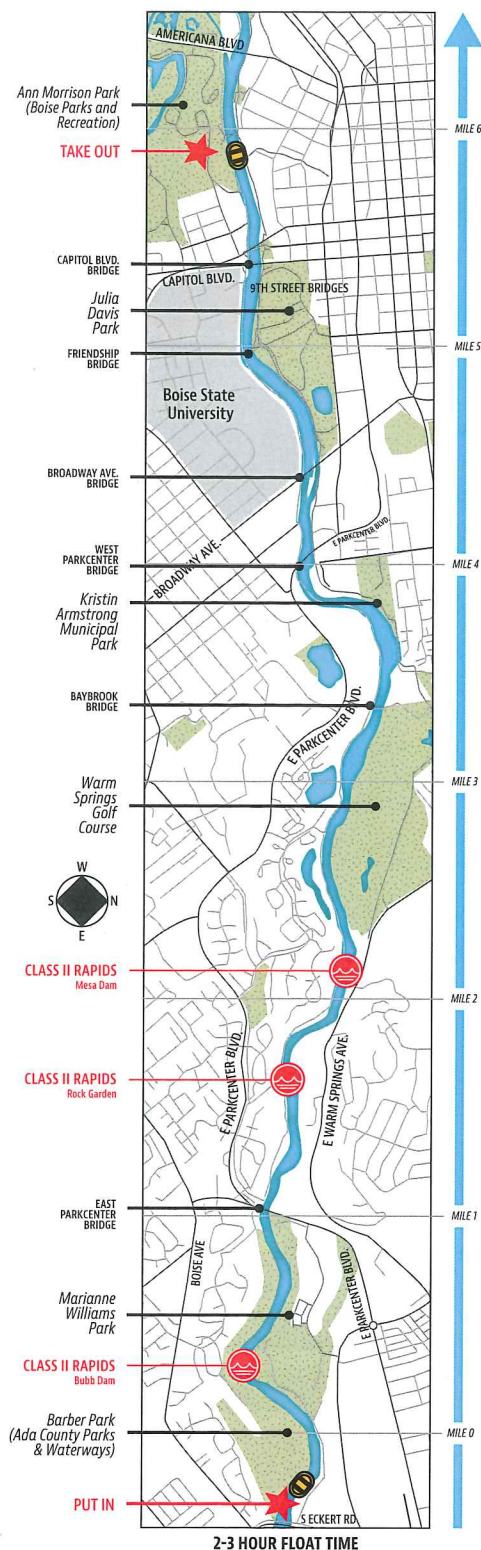 AMERICANA BLVD
Ann Morrison Park
(Boise Parks and
Recreation)
MILE 6
TAKE OUT
CAPITOL BLVD.
BRIDGE
CAPITOL BLVD.
9TH STREET BRIDGES
Julia
Davis
Park
MILE 5
FRIENDSHIP
BRIDGE
Boise State
University
BROADWAY AVE.
BRIDGE
E PARKCENTER BLVD.
WEST
PARKCENTER
BRIDGE
BROADWAY AVE.
MILE 4
Kristin
Armstrong
Municipal
Park
BAYBROOK
BRIDGE
E PARKCENTER BLVD.
MILE 3
Warm
Springs
Golf
Course
W
S
N
E
CLASS II RAPIDS
Mesa Dam
MILE 2
E PARKCENTER BLVD.
E WARM SPRINGS AVE.
CLASS II RAPIDS
Rock Garden
EAST
PARKCENTER
BRIDGE
MILE 1
BOISE AVE
E PARKCENTER BLVD.
Marianne
Williams
Park
CLASS II RAPIDS
Bubb Dam
Barber Park
(Ada County Parks
& Waterways)
MILE 0
PUT IN
S ECKERT RD
2-3 HOUR FLOAT TIME